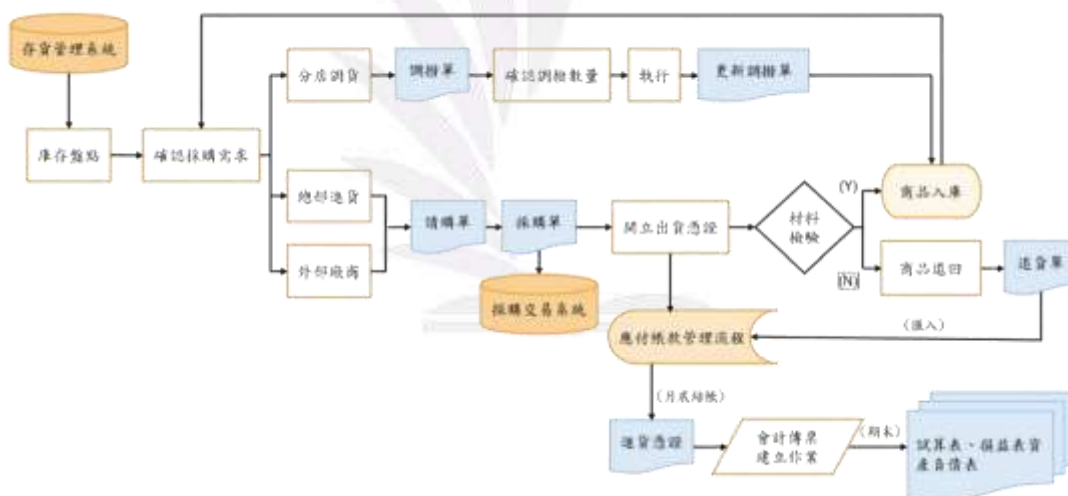 存貨管理系統
分店調貨
調撥單
確認調撥數量
執行
更新調撥單
庫存盤點
確認採購需求
總部進貨
請購單
採購單
開立出貨憑證
材料
檢驗
(Y)
商品入庫
外部廠商
(N)
商品退回
退貨單
採購交易系統
應付帳款管理流程
(匯入)
(月底結帳)
進貨憑證
會計傳票
建立作業
(期末)
試算表、損益表資
產負債表